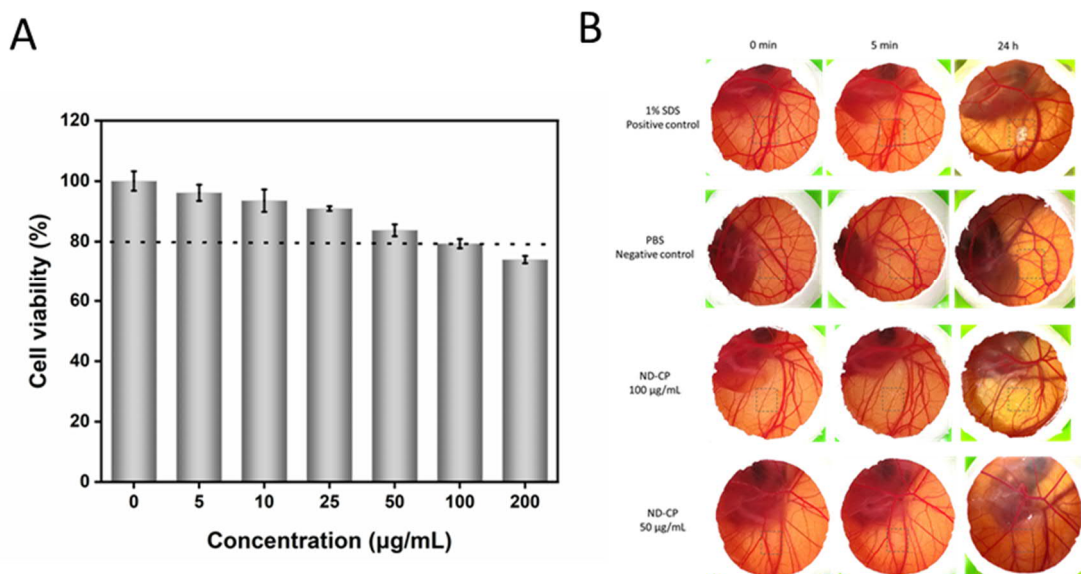 A
120
100
80
60
40
20
0
Cell viability (%)
0 5 10 25 50 100 200
Concentration (µg/mL)
B
0 min 5 min 24 h
1% SDS
Positive control
PBS
Negative control
ND-CP
100 µg/mL
ND-CP
50 µg/mL